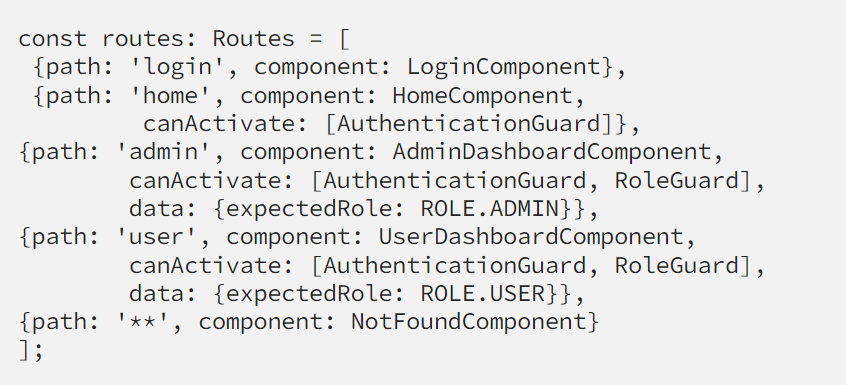 const routes: Routes = [
 {path: 'login', component: LoginComponent},
 {path: 'home', component: HomeComponent,
         canActivate: [AuthenticationGuard]},
{path: 'admin', component: AdminDashboardComponent,
        canActivate: [AuthenticationGuard, RoleGuard],
        data: {expectedRole: ROLE.ADMIN}},
{path: 'user', component: UserDashboardComponent,
        canActivate: [AuthenticationGuard, RoleGuard],
        data: {expectedRole: ROLE.USER}},
{path: '**', component: NotFoundComponent}
];